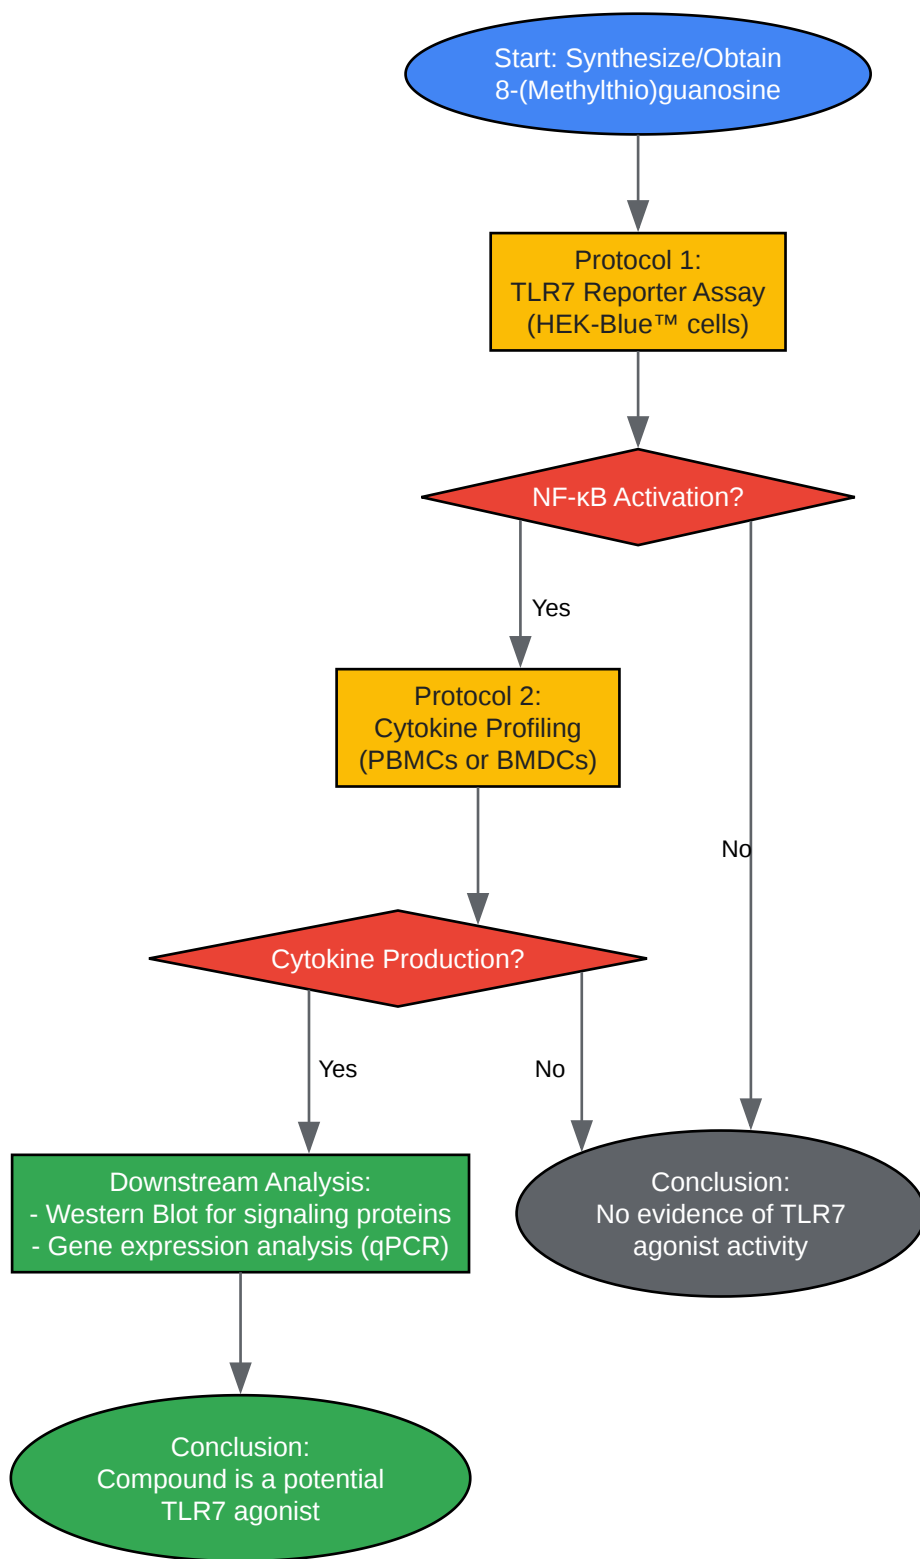 Start: Synthesize/Obtain
8-(Methylthio)guanosine
Protocol 1:
TLR7 Reporter Assay
(HEK-Blue™ cells)
NF-κB Activation?
Yes
Protocol 2:
Cytokine Profiling
(PBMCs or BMDCs)
No
Cytokine Production?
Yes
No
Downstream Analysis:
- Western Blot for signaling proteins
- Gene expression analysis (qPCR)
Conclusion:
No evidence of TLR7
agonist activity
Conclusion:
Compound is a potential
TLR7 agonist